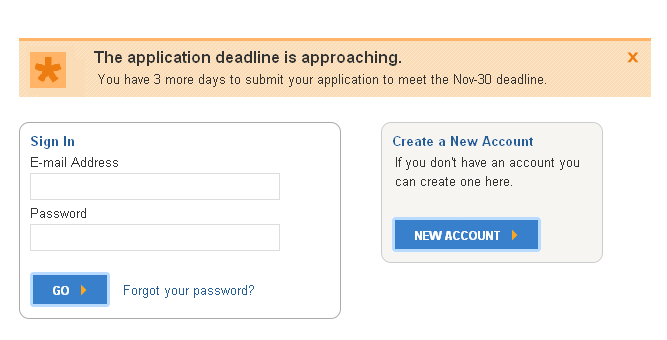 The application deadline is approaching.
You have 3 more days to submit your application to meet the Nov-30 deadline.
Sign In
E-mail Address
Password
GO
Forgot your password?
Create a New Account
If you don't have an account you
can create one here.
NEW ACCOUNT